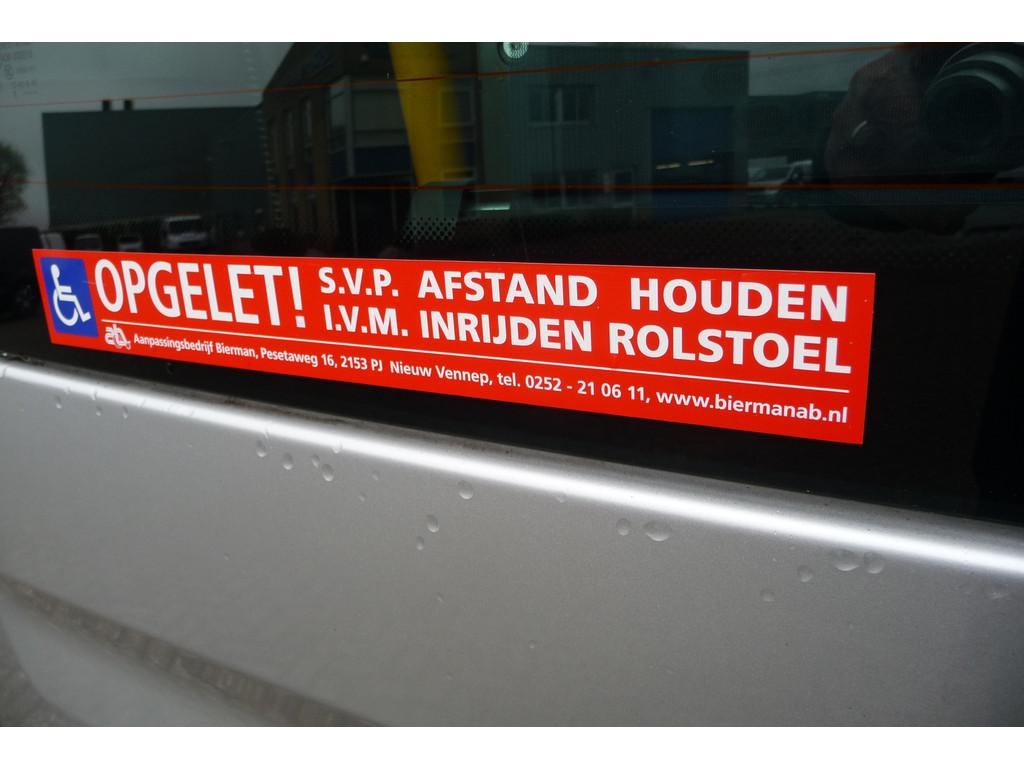 OPGELET! S.V.P. AFSTAND HOUDEN
I.V.M. INRIJDEN ROLSTOEL
ab Aanpassingsbedrijf Bierman, Pesetaweg 16, 2153 PJ Nieuw Vennep, tel. 0252 - 21 06 11, www.biermanab.nl